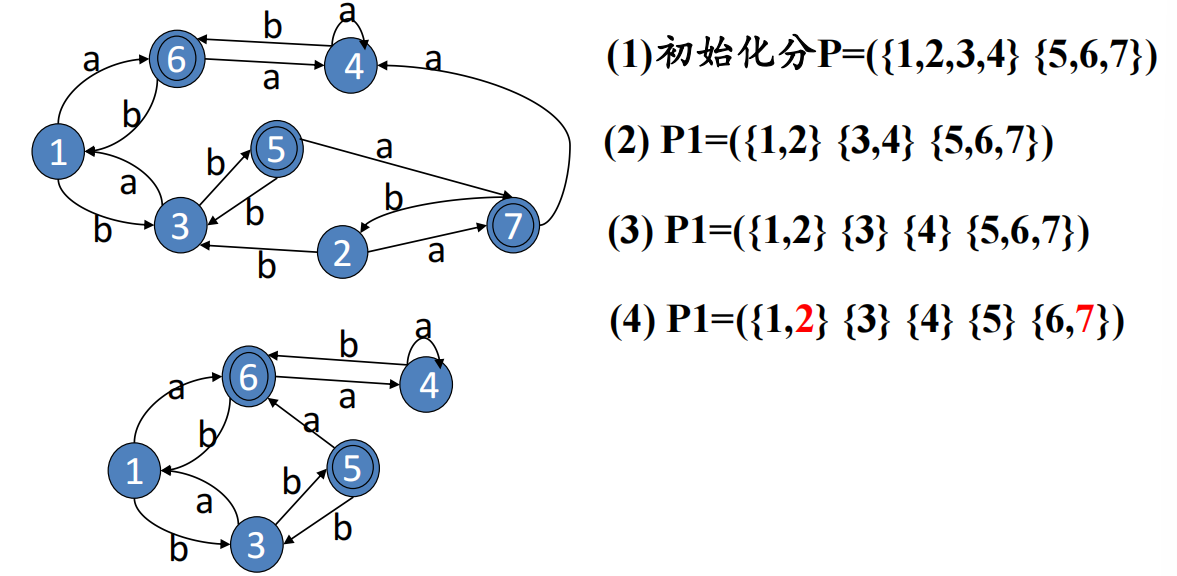 (1)初始化分P=({1,2,3,4} {5,6,7})
(2) P1=({1,2} {3,4} {5,6,7})
(3) P1=({1,2} {3} {4} {5,6,7})
(4) P1=({1,2} {3} {4} {5} {6,7})
a
b
a
a
6
4
a
a
b
1
5
a
b
a
b
b
3
7
2
b
b
a
a
b
6
4
a
a
a
b
1
5
b
a
b
3
b